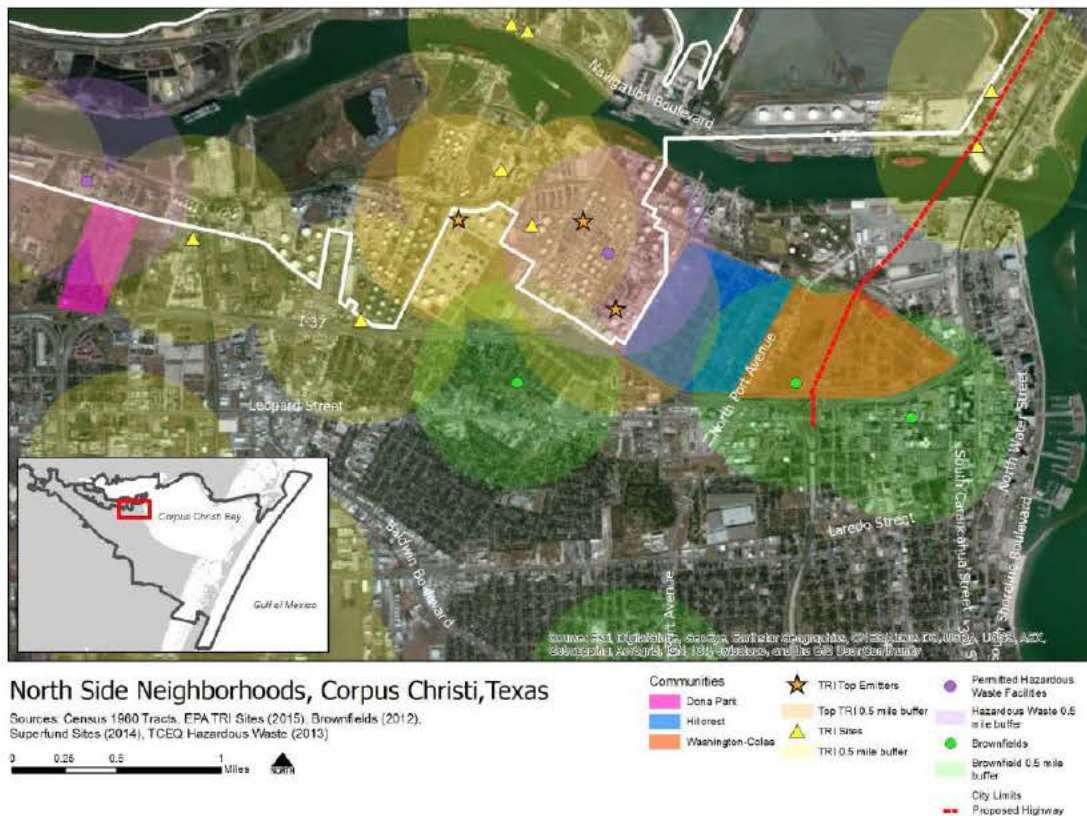 Navigation Boulevard
I-37
Leopard Street
North Port Avenue
North Water Street
South Carancahua Street
Laredo Street
Baldwin Boulevard
Avenue
Shoreline Boulevard
Corpus Christi Bay
Gulf of Mexico
North Side Neighborhoods, Corpus Christi,Texas
Sources: Census 1960 Tracts, EPA TRI Sites (2015), Brownfields (2012),
Superfund Sites (2014), TCEQ Hazardous Waste (2013)
0 0.25 0.5 1
Miles
NORTH
Communities
Dona Park
Hillcrest
Washington-Coles
TRI Top Emitters
Top TRI 0.5 mile buffer
TRI Sites
TRI 0.5 mile buffer
Permitted Hazardous
Waste Facilities
Hazardous Waste 0.5
mile buffer
Brownfields
Brownfield 0.5 mile
buffer
City Limits
Proposed Highway